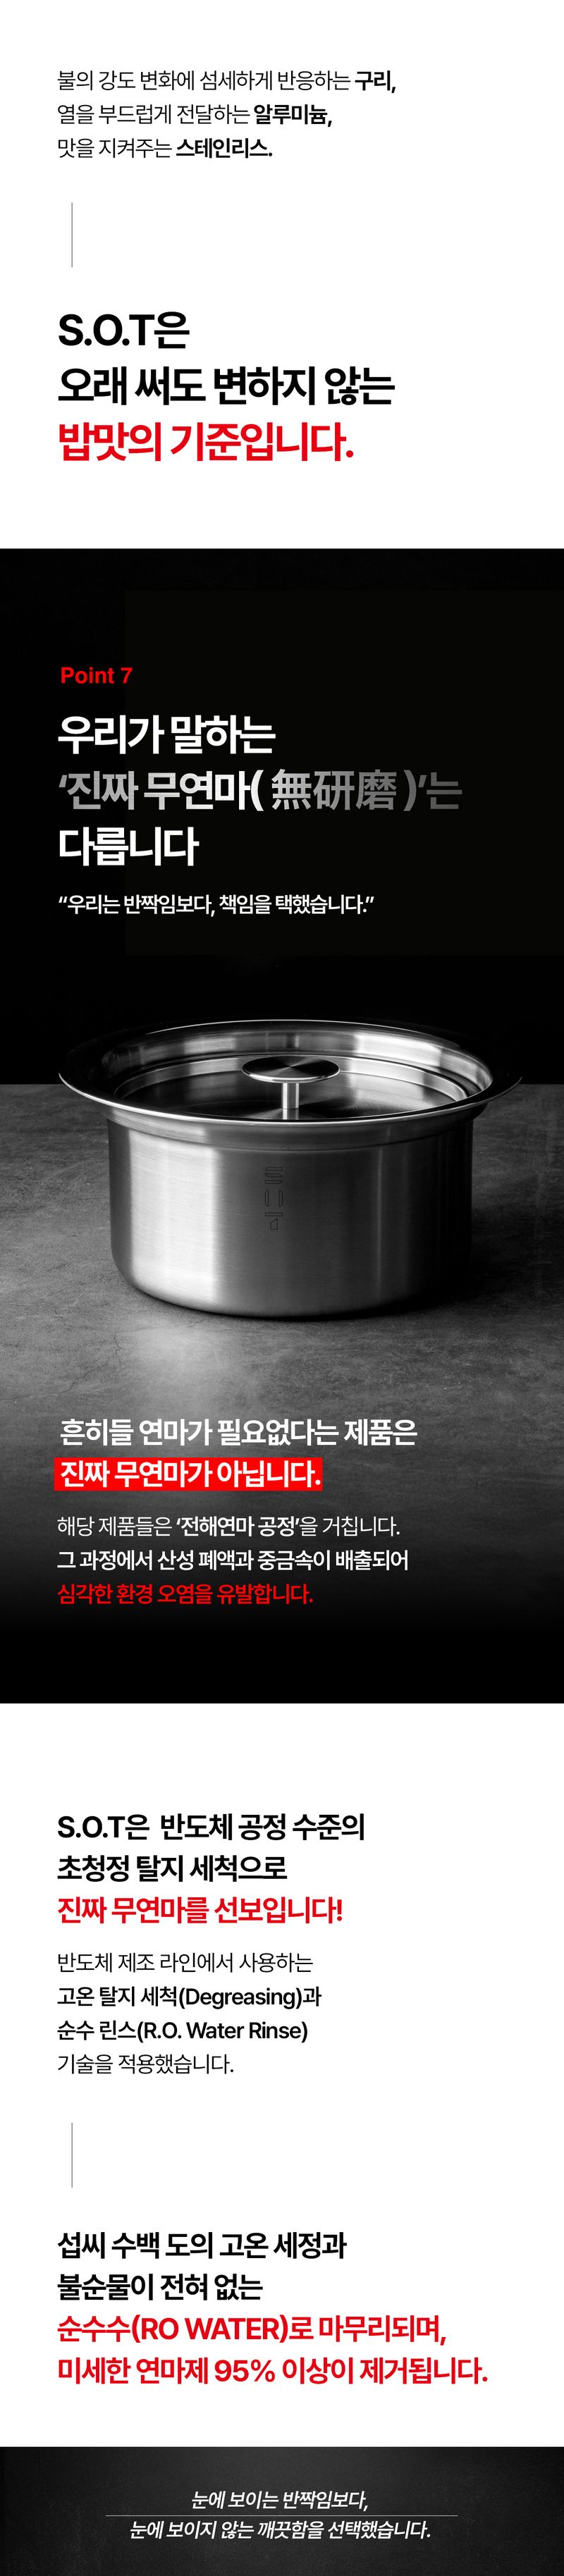 불의 강도 변화에 섬세하게 반응하는 구리,
열을 부드럽게 전달하는 알루미늄,
맛을 지켜주는 스테인리스.
S.O.T은
오래 써도 변하지 않는
밥맛의 기준입니다.
Point 7
우리가 말하는
‘진짜 무연마( 無研磨 )’는
다릅니다
“우리는 반짝임보다, 책임을 택했습니다.”
흔히들 연마가 필요없다는 제품은
진짜 무연마가 아닙니다.
해당 제품들은 ‘전해연마 공정’을 거칩니다.
그 과정에서 산성 폐액과 중금속이 배출되어
심각한 환경 오염을 유발합니다.
S.O.T은 반도체 공정 수준의
초청정 탈지 세척으로
진짜 무연마를 선보입니다!
반도체 제조 라인에서 사용하는
고온 탈지 세척(Degreasing)과
순수 린스(R.O. Water Rinse)
기술을 적용했습니다.
섭씨 수백 도의 고온 세정과
불순물이 전혀 없는
순수수(RO WATER)로 마무리되며,
미세한 연마제 95% 이상이 제거됩니다.
눈에 보이는 반짝임보다,
눈에 보이지 않는 깨끗함을 선택했습니다.